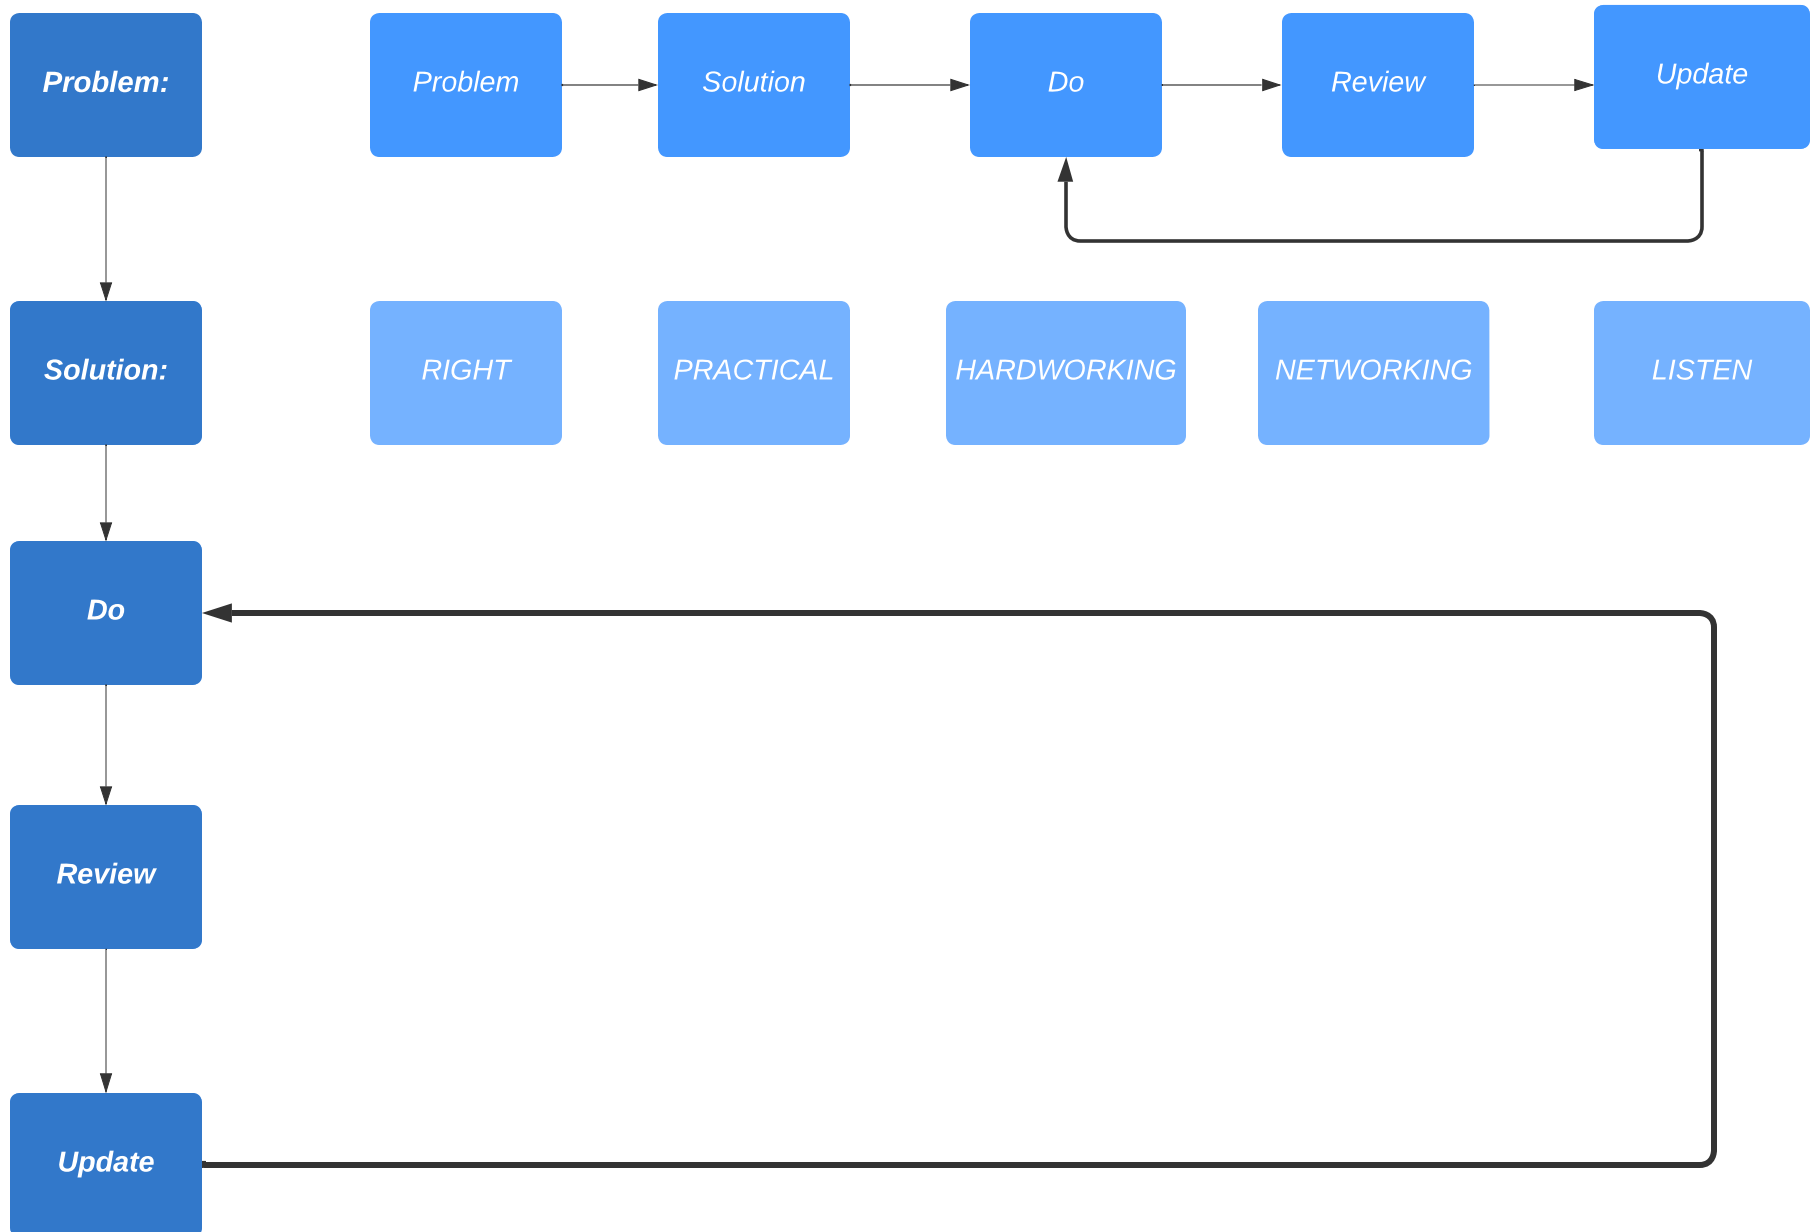 Problem:
Problem
Solution
Do
Review
Update
Solution:
RIGHT
PRACTICAL
HARDWORKING
NETWORKING
LISTEN
Do
Review
Update